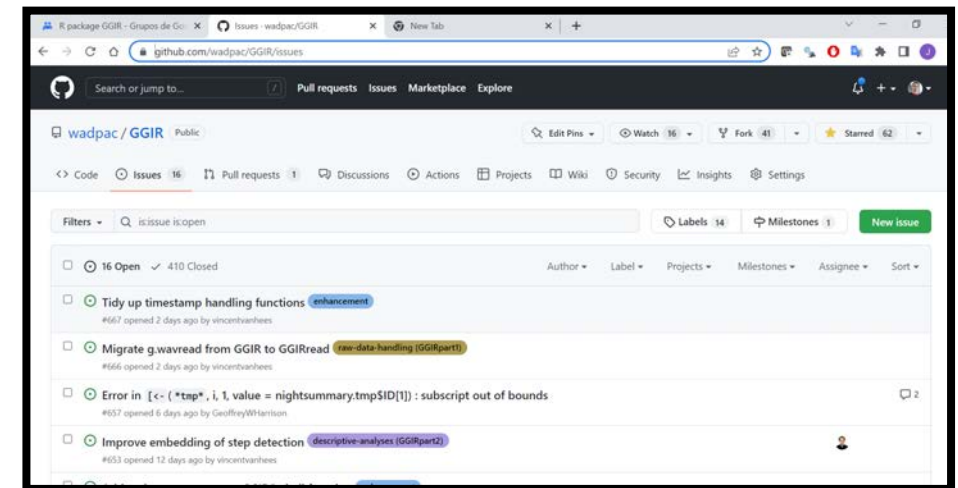 R package GGIR - Grupos de Go
Issues · wadpac/GGIR
New Tab
github.com/wadpac/GGIR/issues
J
Search or jump to...
/
Pull requests Issues Marketplace Explore
wadpac / GGIR Public
Edit Pins Watch 16 Fork 41 Starred 62
Code Issues 16 Pull requests 1 Discussions Actions Projects Wiki Security Insights Settings
Filters is:issue is:open Labels 14 Milestones 1 New issue
16 Open 410 Closed Author Label Projects Milestones Assignee Sort
Tidy up timestamp handling functions enhancement
#667 opened 2 days ago by vincentvanhees
Migrate g.wavread from GGIR to GGIRread raw-data-handling (GGIRpart1)
#666 opened 2 days ago by vincentvanhees
Error in [<- ( *tmp* , i, 1, value = nightsummary.tmp$ID[1]) : subscript out of bounds 2
#657 opened 6 days ago by GeoffreyWHarrison
Improve embedding of step detection descriptive-analyses (GGIRpart2)
#653 opened 12 days ago by vincentvanhees